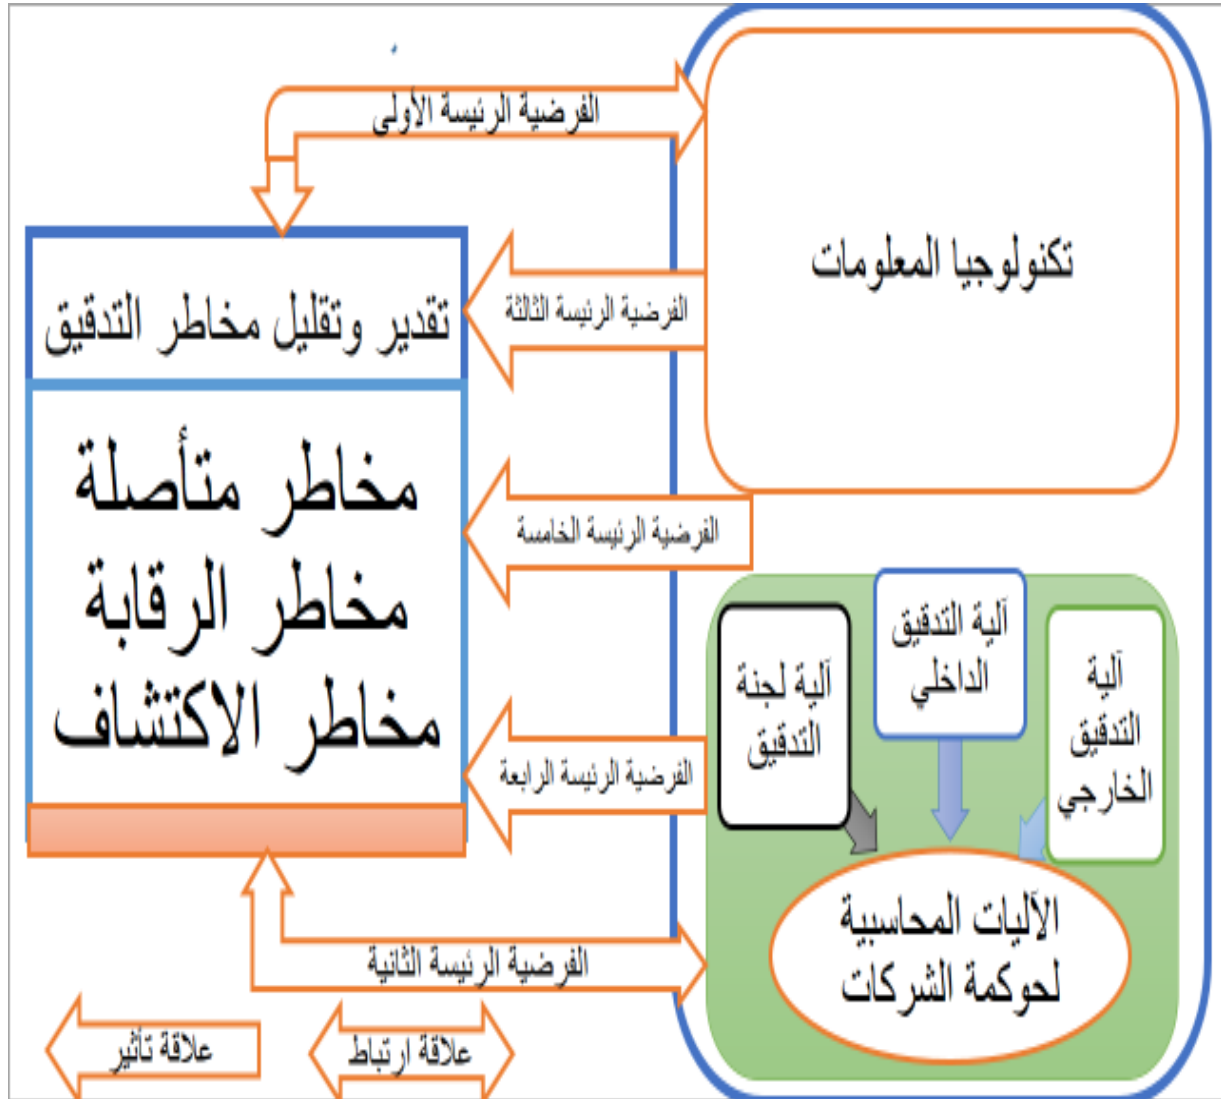 الفرضية الرئيسة الأولى
تكنولوجيا المعلومات
تقدير وتقليل مخاطر التدقيق
الفرضية الرئيسة الثالثة
مخاطر متأصلة
مخاطر الرقابة
مخاطر الاكتشاف
الفرضية الرئيسة الخامسة
آلية
التدقيق
الخارجي
آلية التدقيق
الداخلي
آلية لجنة
التدقيق
الفرضية الرئيسة الرابعة
الآليات المحاسبية
لحوكمة الشركات
الفرضية الرئيسة الثانية
علاقة ارتباط
علاقة تأثير